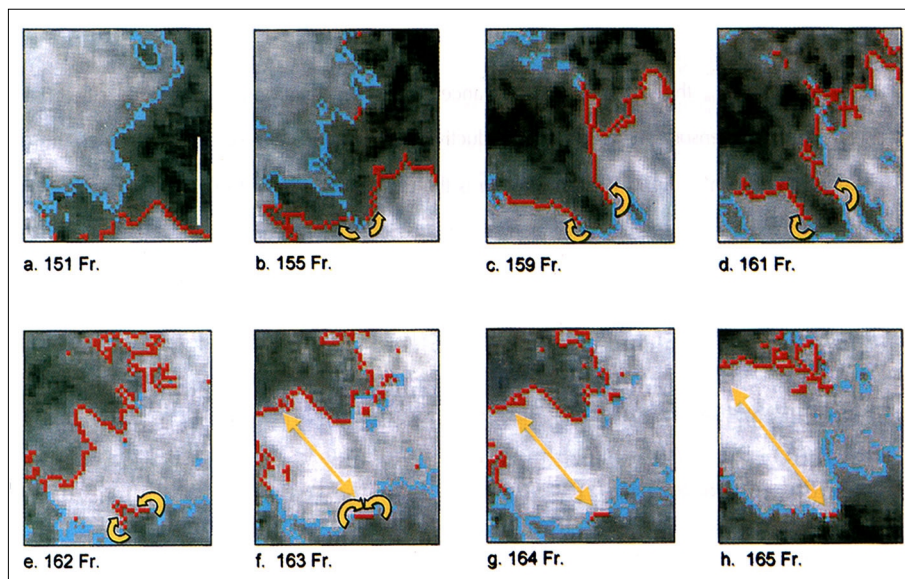 a. 151 Fr.
b. 155 Fr.
c. 159 Fr.
d. 161 Fr.
e. 162 Fr.
f. 163 Fr.
g. 164 Fr.
h. 165 Fr.